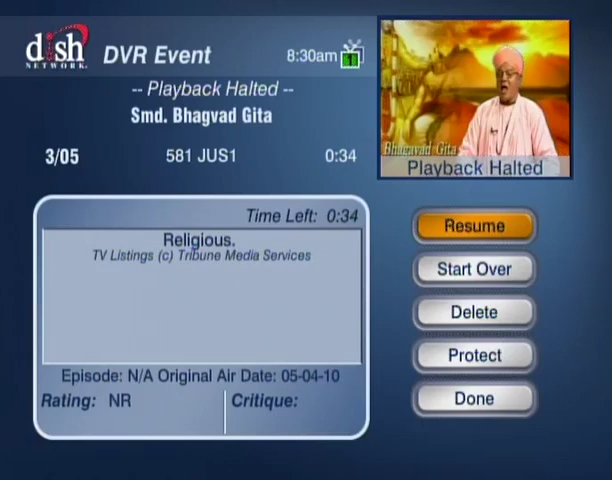 dish
NETWORK
DVR Event
8:30am
1
-- Playback Halted --
Smd. Bhagvad Gita
3/05 581 JUS1 0:34
Bhagavad Gita
Playback Halted
Time Left: 0:34
Religious.
TV Listings (c) Tribune Media Services
Episode: N/A Original Air Date: 05-04-10
Rating: NR Critique:
Resume
Start Over
Delete
Protect
Done